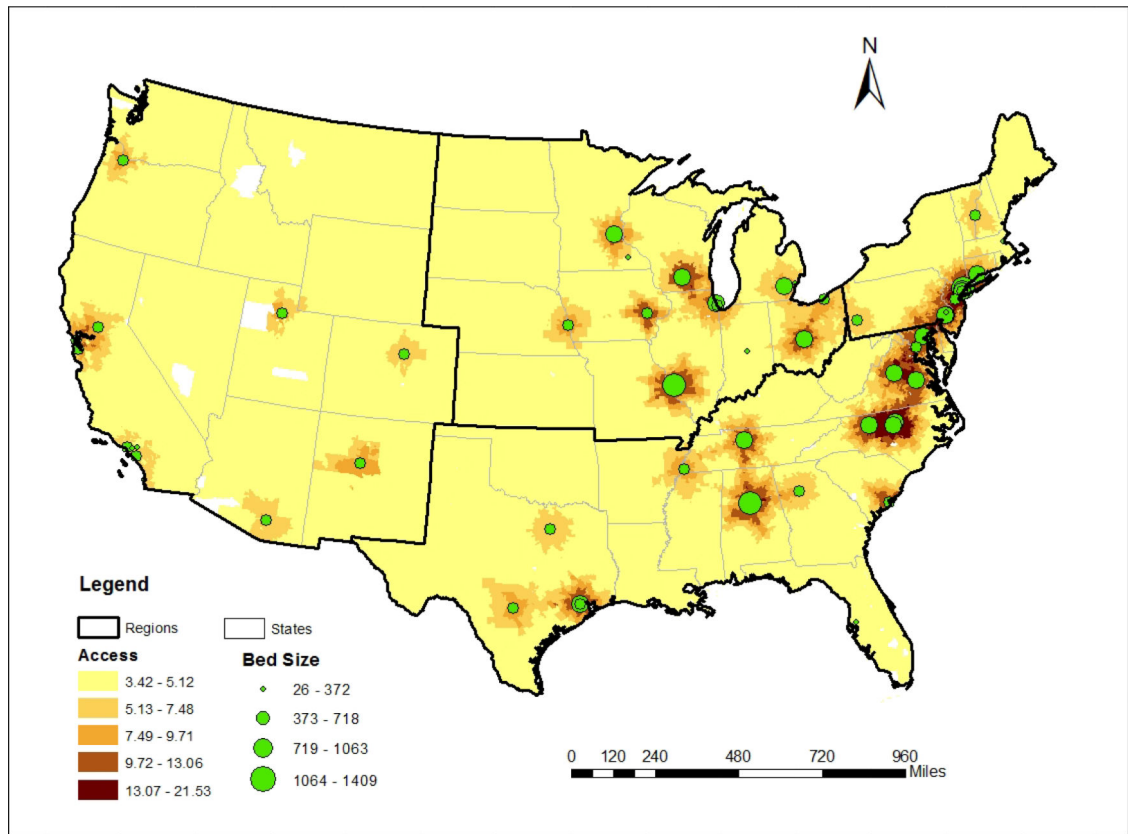 N
Legend
Regions
States
Access
3.42 - 5.12
5.13 - 7.48
7.49 - 9.71
9.72 - 13.06
13.07 - 21.53
Bed Size
26 - 372
373 - 718
719 - 1063
1064 - 1409
0 120 240 480 720 960
Miles